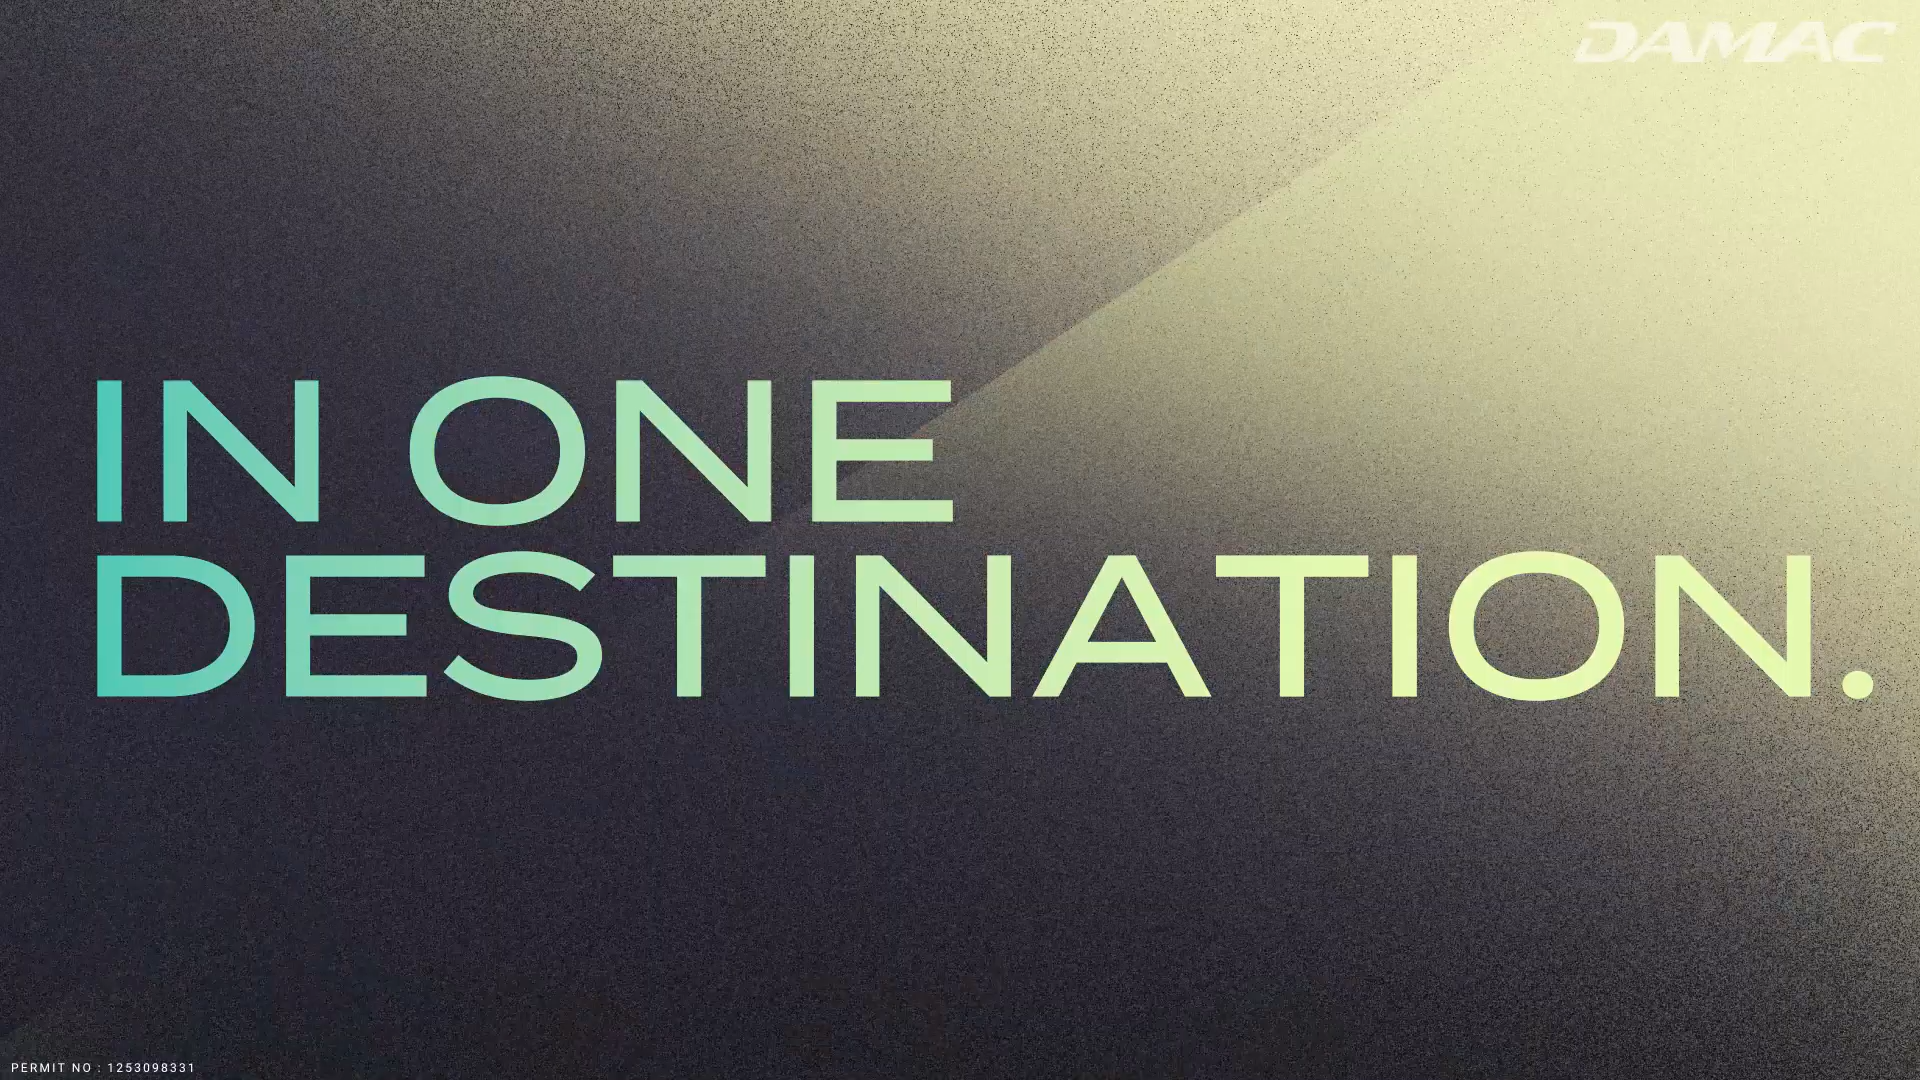 DAMAC
IN ONE
DESTINATION.
PERMIT NO : 1253098331